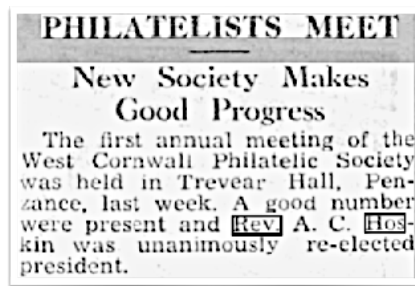 PHILATELISTS MEET
New Society Makes
Good Progress
The first annual meeting of the
West Cornwall Philatelic Society
was held in Trevear Hall, Pen-
zance, last week. A good number
were present and Rev. A. C. Hos-
kin was unanimously re-elected
president.